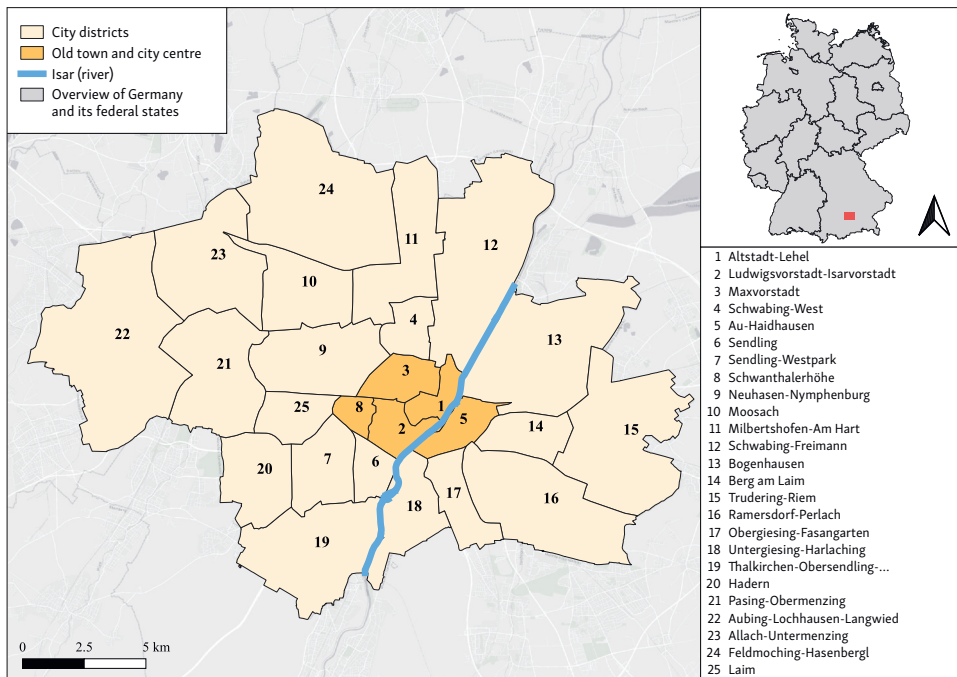 City districts
Old town and city centre
Isar (river)
Overview of Germany
and its federal states
24
23
11
12
10
22
4
13
9
21
3
8
1
25
2
5
14
15
20
7
6
17
16
18
19
0 2.5 5 km
1 Altstadt-Lehel
2 Ludwigsvorstadt-Isarvorstadt
3 Maxvorstadt
4 Schwabing-West
5 Au-Haidhausen
6 Sendling
7 Sendling-Westpark
8 Schwanthalerhöhe
9 Neuhasen-Nymphenburg
10 Moosach
11 Milbertshofen-Am Hart
12 Schwabing-Freimann
13 Bogenhausen
14 Berg am Laim
15 Trudering-Riem
16 Ramersdorf-Perlach
17 Obergiesing-Fasangarten
18 Untergiesing-Harlaching
19 Thalkirchen-Obersendling-...
20 Hadern
21 Pasing-Obermenzing
22 Aubing-Lochhausen-Langwied
23 Allach-Untermenzing
24 Feldmoching-Hasenbergl
25 Laim